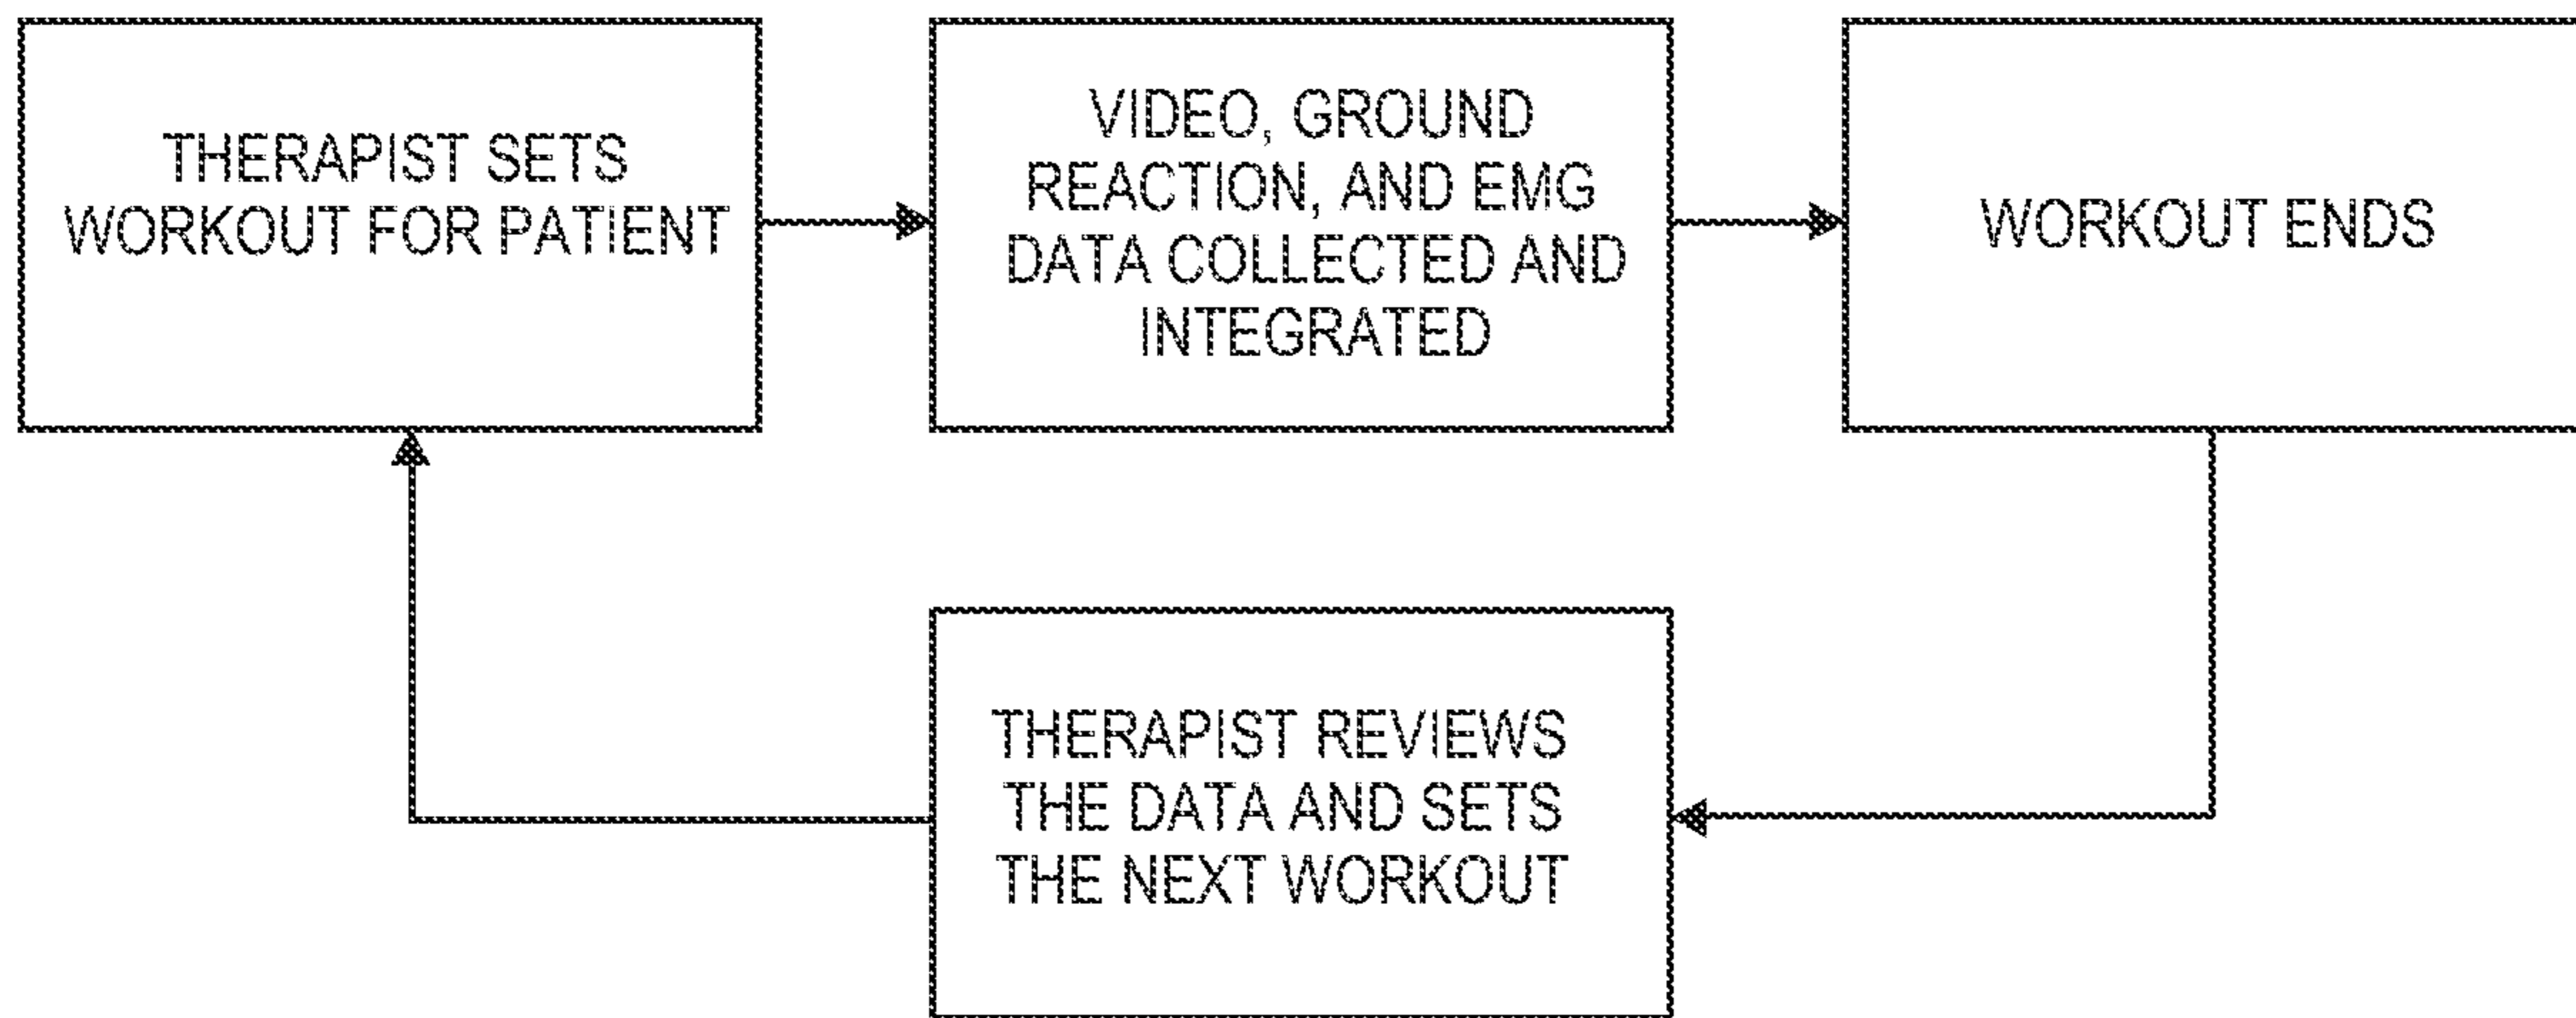 THERAPIST SETS
WORKOUT FOR PATIENT
VIDEO, GROUND
REACTION, AND EMG
DATA COLLECTED AND
INTEGRATED
WORKOUT ENDS
THERAPIST REVIEWS
THE DATA AND SETS
THE NEXT WORKOUT